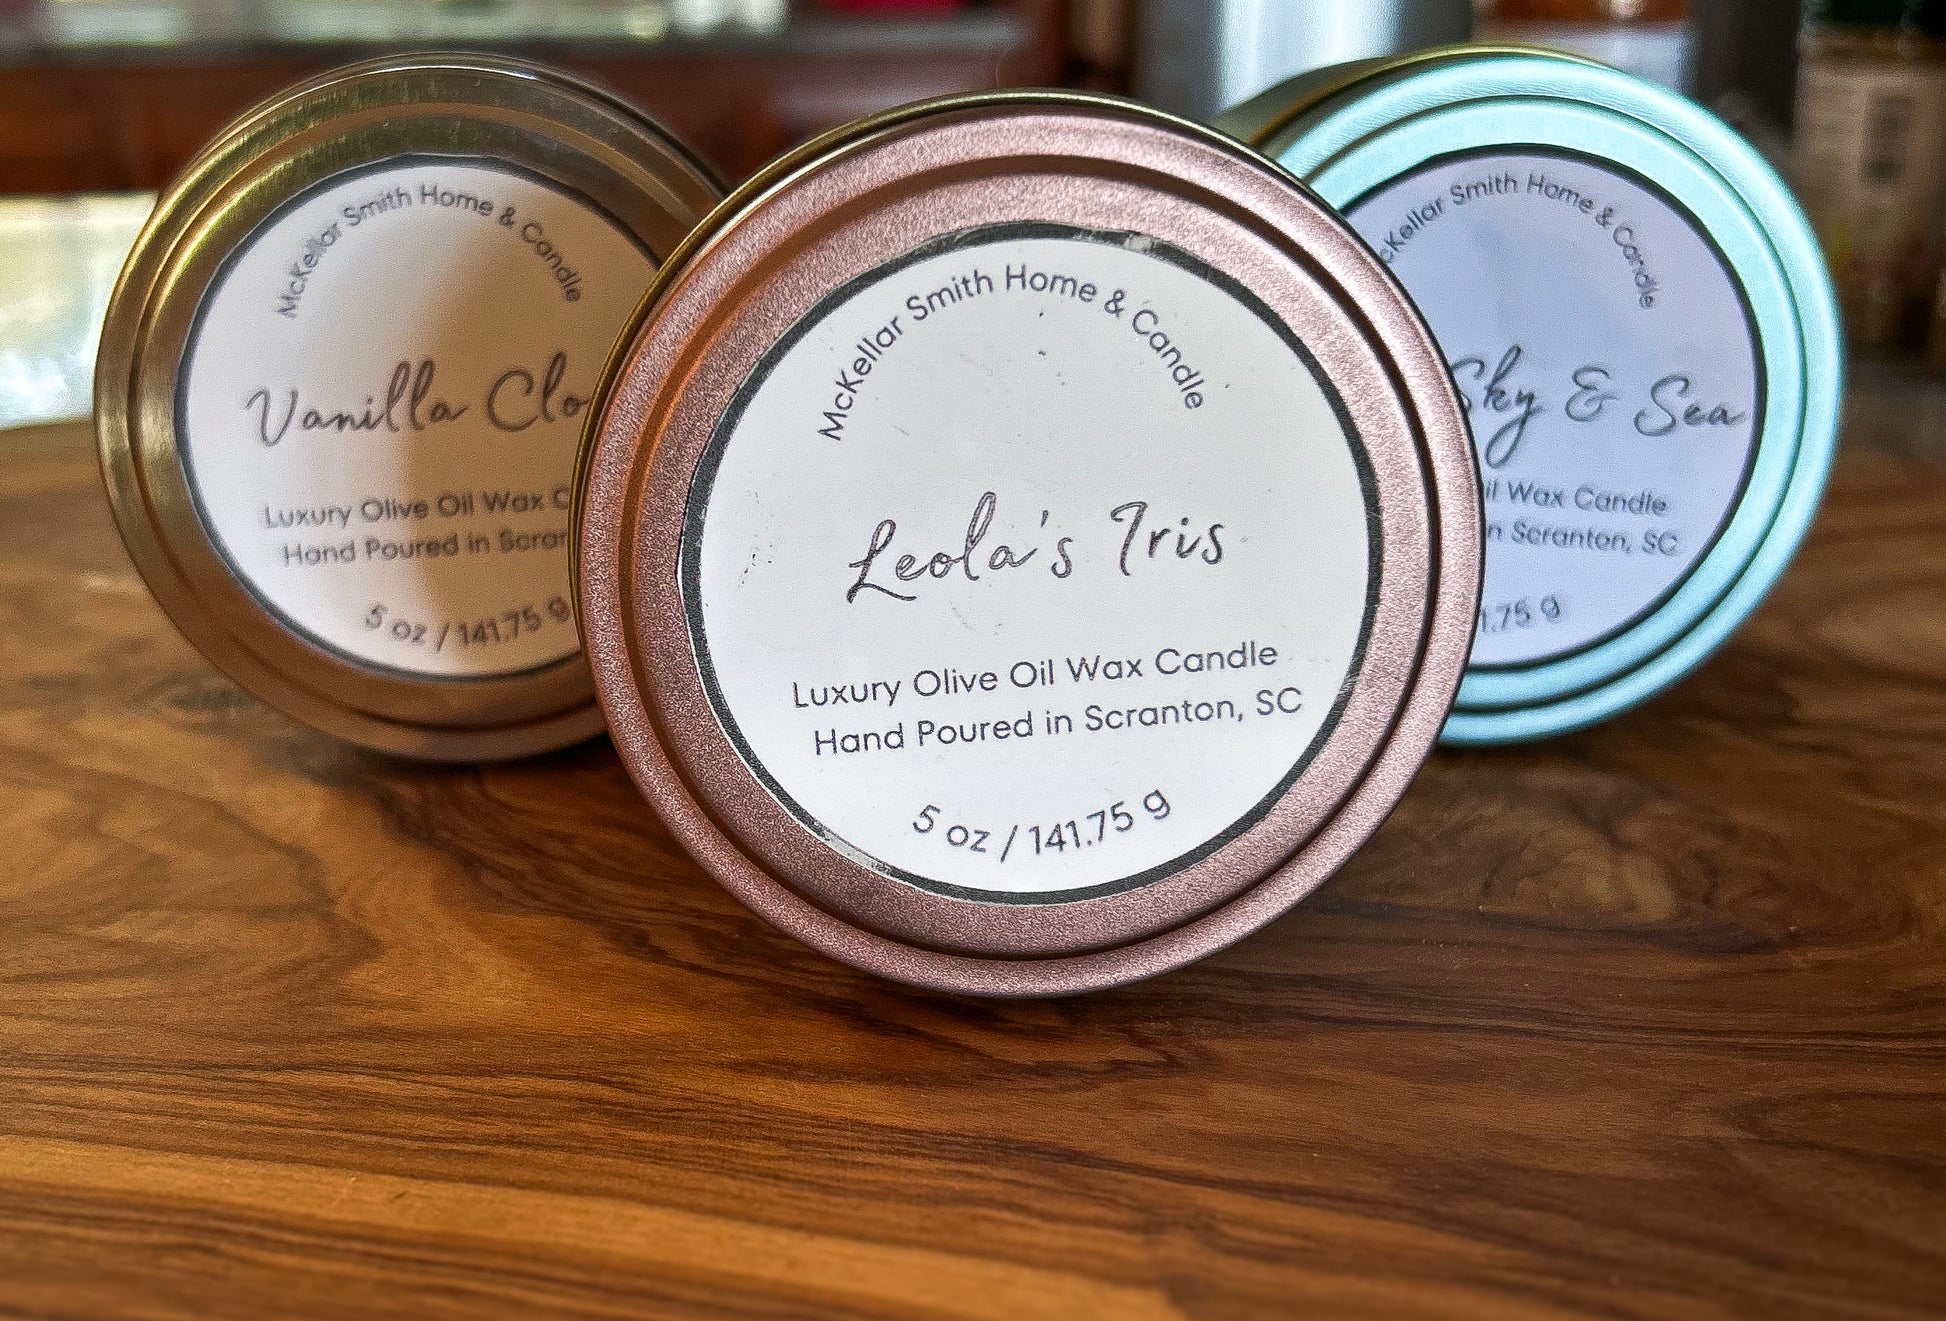 McKellar Smith Home & Candle
Vanilla Clo
Luxury Olive Oil Wax C
Hand Poured in Scran
5 oz / 141.75 g
McKellar Smith Home & Candle
Leola's Iris
Luxury Olive Oil Wax Candle
Hand Poured in Scranton, SC
5 oz / 141.75 g
cKellar Smith Home & Candle
Sky & Sea
il Wax Candle
n Scranton, SC
1.75 g